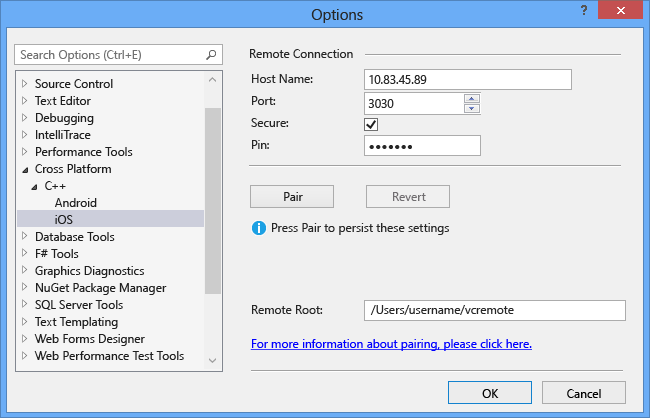 Options
?
Search Options (Ctrl+E)
Source Control
Text Editor
Debugging
IntelliTrace
Performance Tools
Cross Platform
C++
Android
iOS
Database Tools
F# Tools
Graphics Diagnostics
NuGet Package Manager
SQL Server Tools
Text Templating
Web Forms Designer
Web Performance Test Tools
Remote Connection
Host Name: 10.83.45.89
Port: 3030
Secure:
Pin: •••••••
Pair Revert
Press Pair to persist these settings
Remote Root: /Users/username/vcremote
For more information about pairing, please click here.
OK Cancel